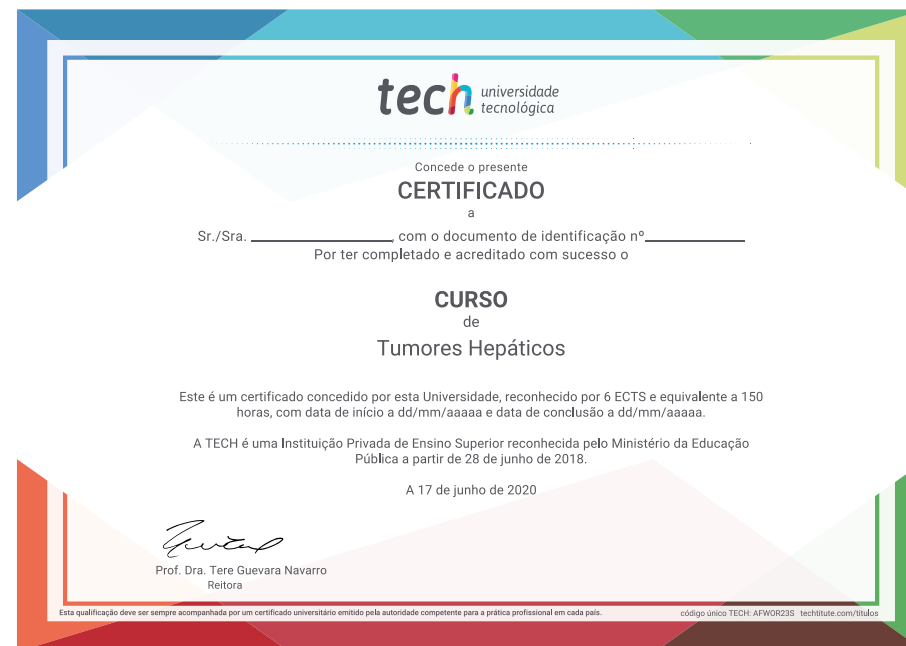 tech universidade
tecnológica
Concede o presente
CERTIFICADO
a
Sr./Sra. ________________, com o documento de identificação nº____________
Por ter completado e acreditado com sucesso o
CURSO
de
Tumores Hepáticos
Este é um certificado concedido por esta Universidade, reconhecido por 6 ECTS e equivalente a 150
horas, com data de início a dd/mm/aaaaa e data de conclusão a dd/mm/aaaaa.
A TECH é uma Instituição Privada de Ensino Superior reconhecida pelo Ministério da Educação
Pública a partir de 28 de junho de 2018.
A 17 de junho de 2020
Prof. Dra. Tere Guevara Navarro
Reitora
Esta qualificação deve ser sempre acompanhada por um certificado universitário emitido pela autoridade competente para a prática profissional em cada país.
código único TECH: AFWOR23S techtitute.com/titulos